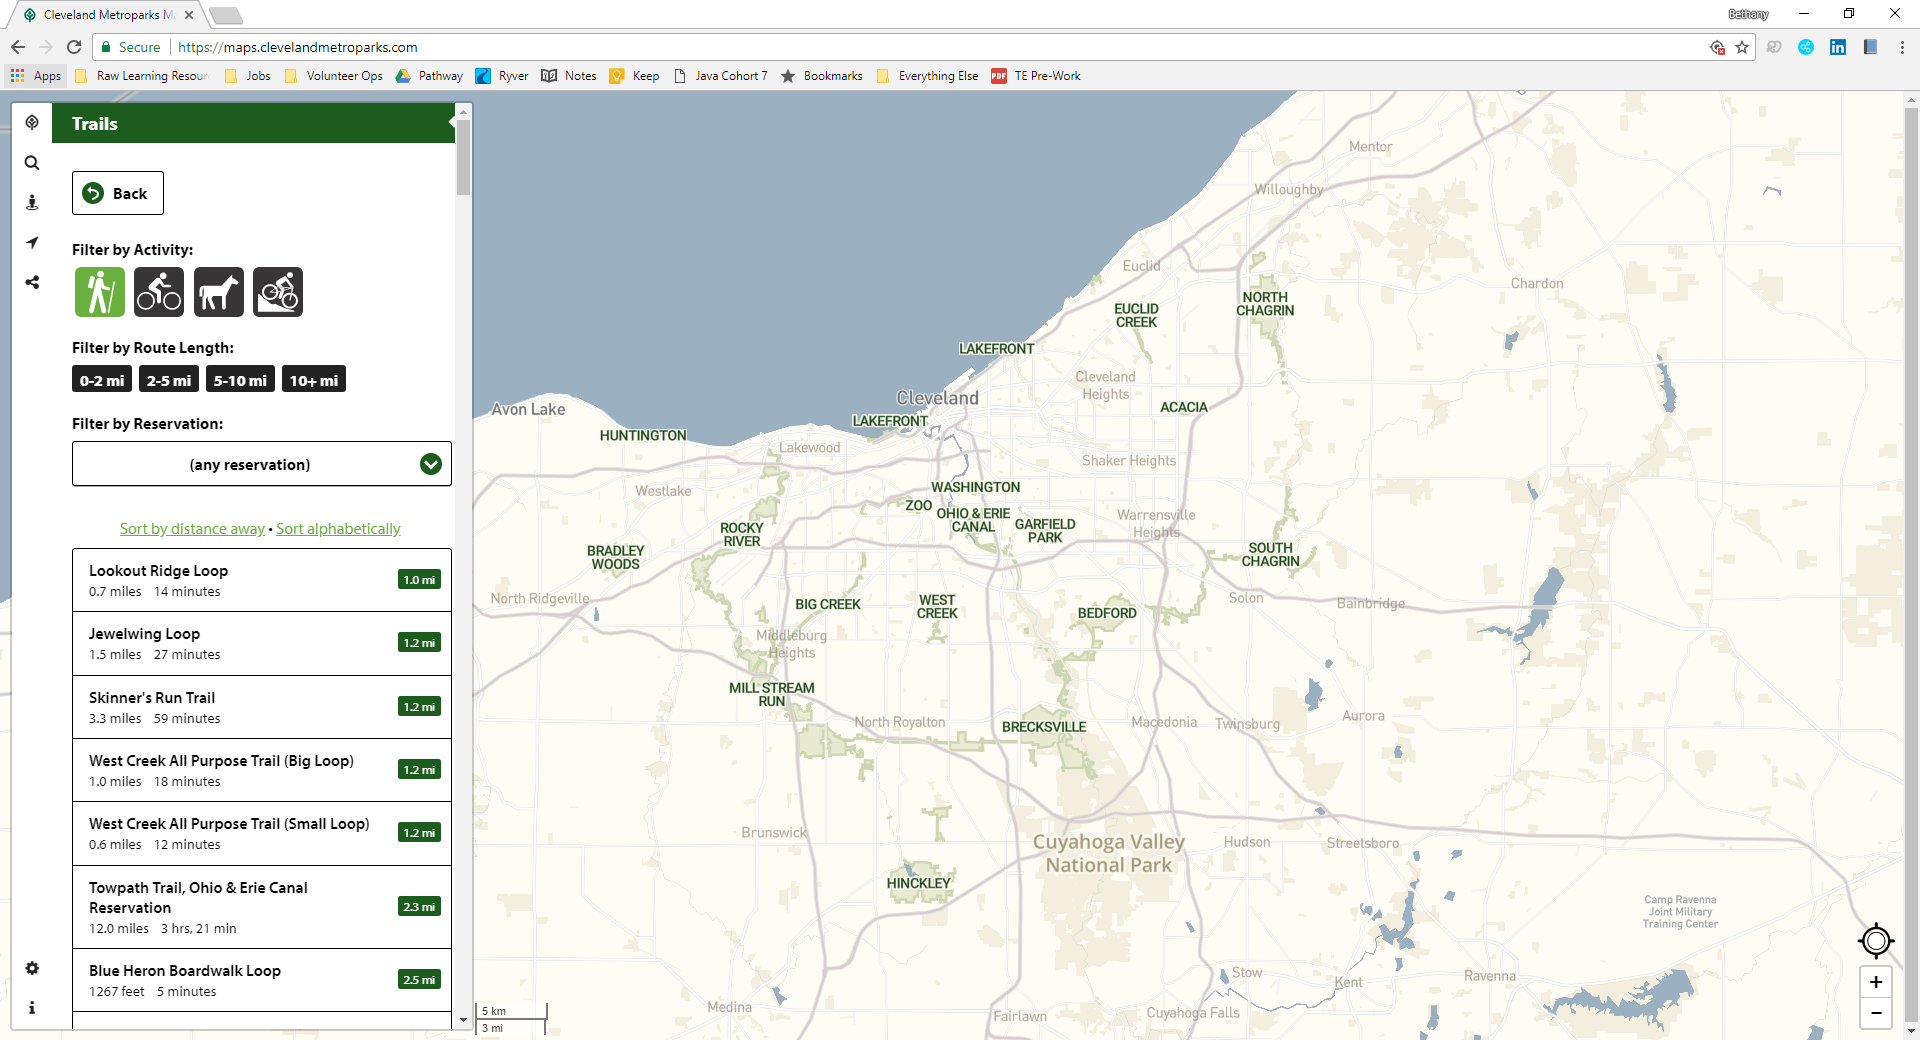 Cleveland Metroparks Ma
Bethany
Secure
https://maps.clevelandmetroparks.com
Apps
Raw Learning Resour
Jobs
Volunteer Ops
Pathway
Ryver
Notes
Keep
Java Cohort 7
Bookmarks
Everything Else
PDF
TE Pre-Work
Trails
Back
Filter by Activity:
Filter by Route Length:
0-2 mi
2-5 mi
5-10 mi
10+ mi
Filter by Reservation:
(any reservation)
Sort by distance away • Sort alphabetically
Lookout Ridge Loop
0.7 miles 14 minutes
1.0 mi
Jewelwing Loop
1.5 miles 27 minutes
1.2 mi
Skinner's Run Trail
3.3 miles 59 minutes
1.2 mi
West Creek All Purpose Trail (Big Loop)
1.0 miles 18 minutes
1.2 mi
West Creek All Purpose Trail (Small Loop)
0.6 miles 12 minutes
1.2 mi
Towpath Trail, Ohio & Erie Canal
Reservation
12.0 miles 3 hrs, 21 min
2.3 mi
Blue Heron Boardwalk Loop
1267 feet 5 minutes
2.5 mi
Mentor
Willoughby
Euclid
Chardon
NORTH
CHAGRIN
EUCLID
CREEK
LAKEFRONT
Cleveland
Heights
Cleveland
Avon Lake
ACACIA
LAKEFRONT
HUNTINGTON
Lakewood
Shaker Heights
Westlake
WASHINGTON
ZOO
OHIO & ERIE
CANAL
GARFIELD
PARK
Warrensville
Heights
ROCKY
RIVER
BRADLEY
WOODS
SOUTH
CHAGRIN
North Ridgeville
BIG CREEK
WEST
CREEK
BEDFORD
Solon
Bainbridge
Middleburg
Heights
MILL STREAM
RUN
North Royalton
BRECKSVILLE
Macedonia
Twinsburg
Aurora
Brunswick
Cuyahoga Valley
National Park
Hudson
Streetsboro
HINCKLEY
Camp Ravenna
Joint Military
Training Center
Stow
Kent
Ravenna
Medina
Fairlawn
Cuyahoga Falls
5 km
3 mi
+
−